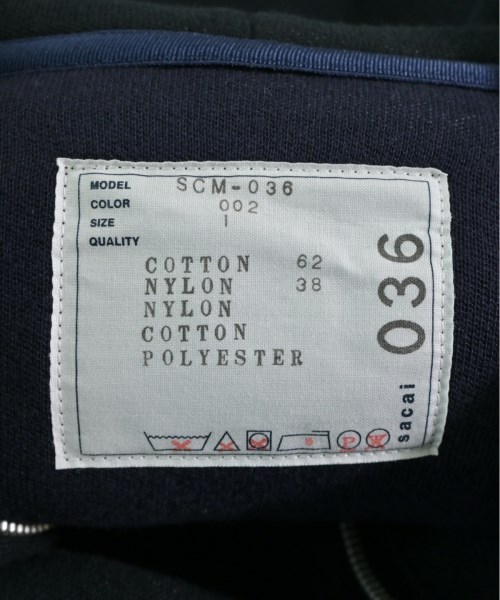 MODEL SCM-036
COLOR 002
SIZE 1
QUALITY
COTTON 62
NYLON 38
NYLON
COTTON
POLYESTER
036
sacai
P W